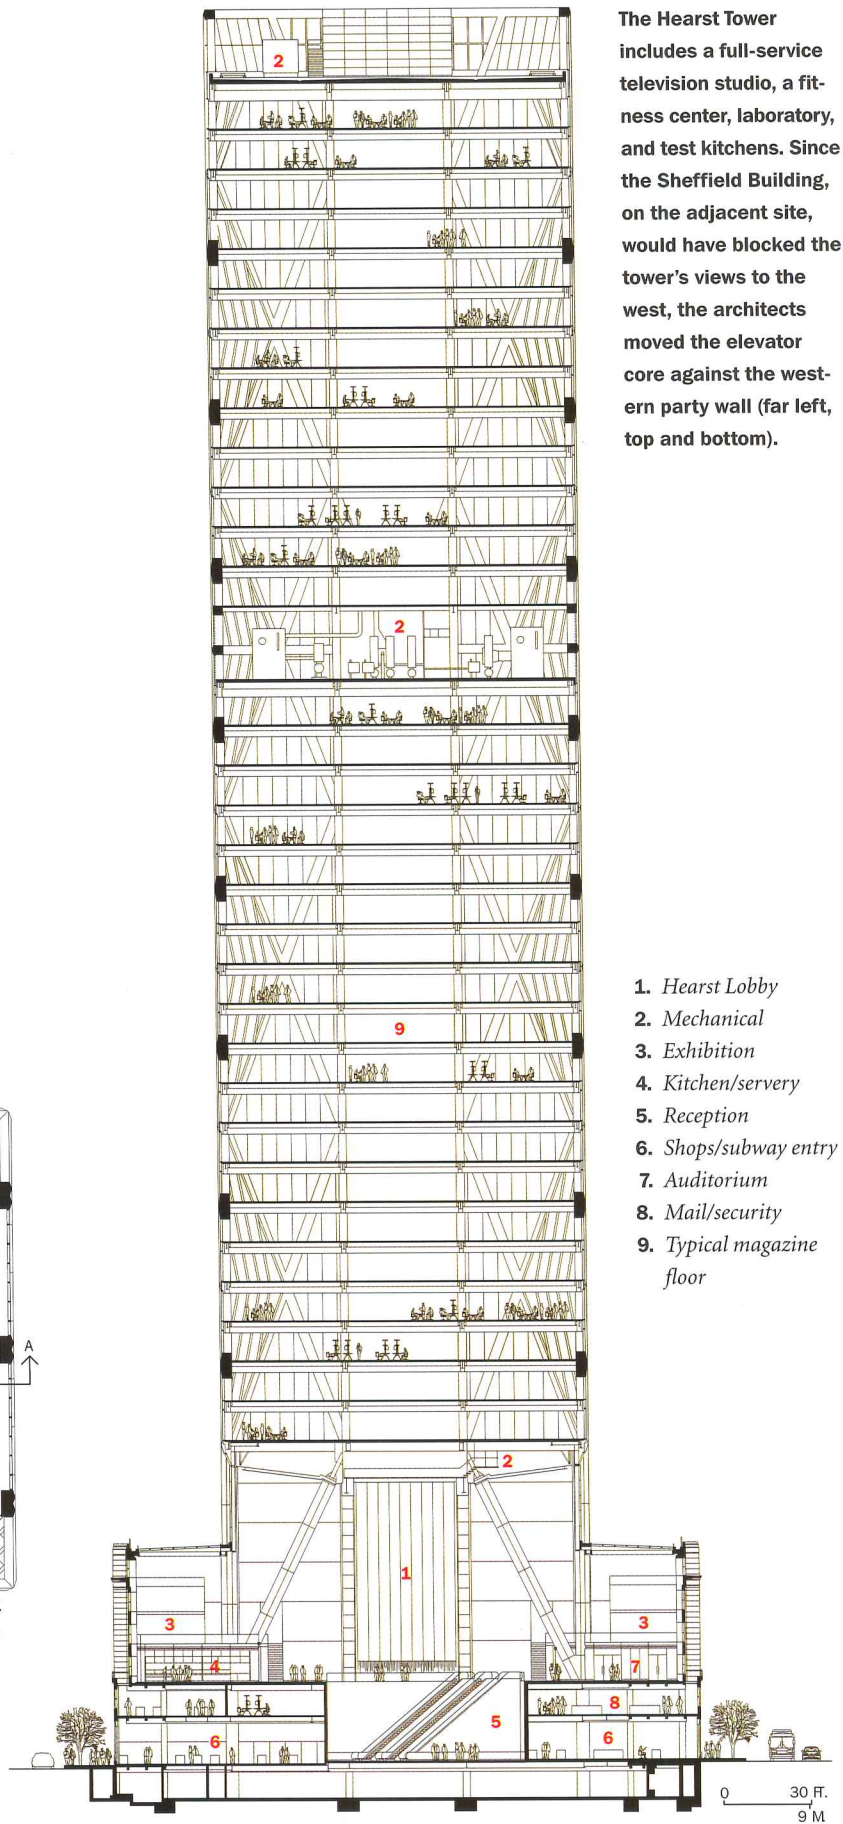 The Hearst Tower
includes a full-service
television studio, a fit-
ness center, laboratory,
and test kitchens. Since
the Sheffield Building,
on the adjacent site,
would have blocked the
tower's views to the
west, the architects
moved the elevator
core against the west-
ern party wall (far left,
top and bottom).
2
2
9
1. Hearst Lobby
2. Mechanical
3. Exhibition
4. Kitchen/servery
5. Reception
6. Shops/subway entry
7. Auditorium
8. Mail/security
9. Typical magazine
floor
A
2
1
3
3
4
7
8
5
6
6
0 30 FT.
9 M.